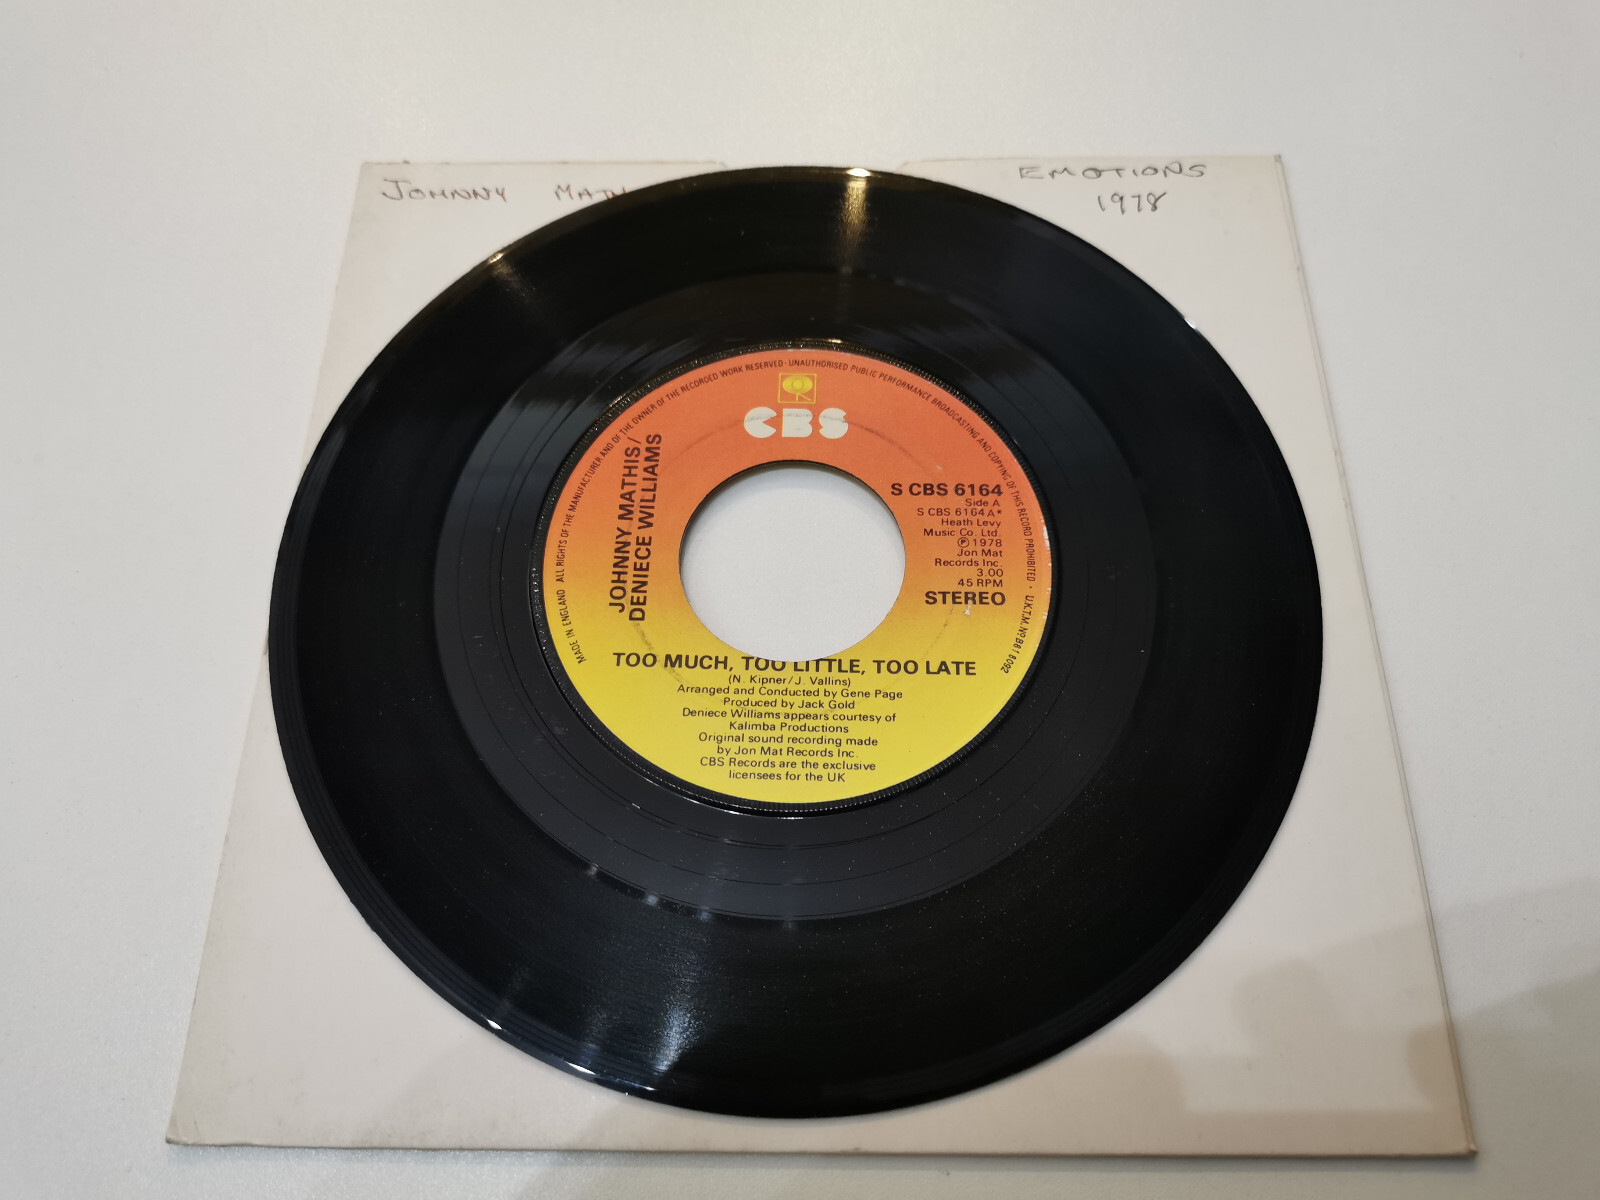 JOHNNY
EMOTIONS
1978
MADE IN ENGLAND · ALL RIGHTS OF THE MANUFACTURER AND OF THE OWNER OF THE RECORDED WORK RESERVED · UNAUTHORISED PUBLIC PERFORMANCE BROADCASTING AND COPYING OF THIS RECORD PROHIBITED · U.K.T.M. Nº B618092
CBS
JOHNNY MATHIS/
DENIECE WILLIAMS
S CBS 6164
Side A
S CBS 6164A*
Heath Levy
Music Co. Ltd.
℗ 1978
Jon Mat
Records Inc.
3.00
45 RPM
STEREO
TOO MUCH, TOO LITTLE, TOO LATE
(N. Kipner/J. Vallins)
Arranged and Conducted by Gene Page
Produced by Jack Gold
Deniece Williams appears courtesy of
Kalimba Productions
Original sound recording made
by Jon Mat Records Inc.
CBS Records are the exclusive
licensees for the UK